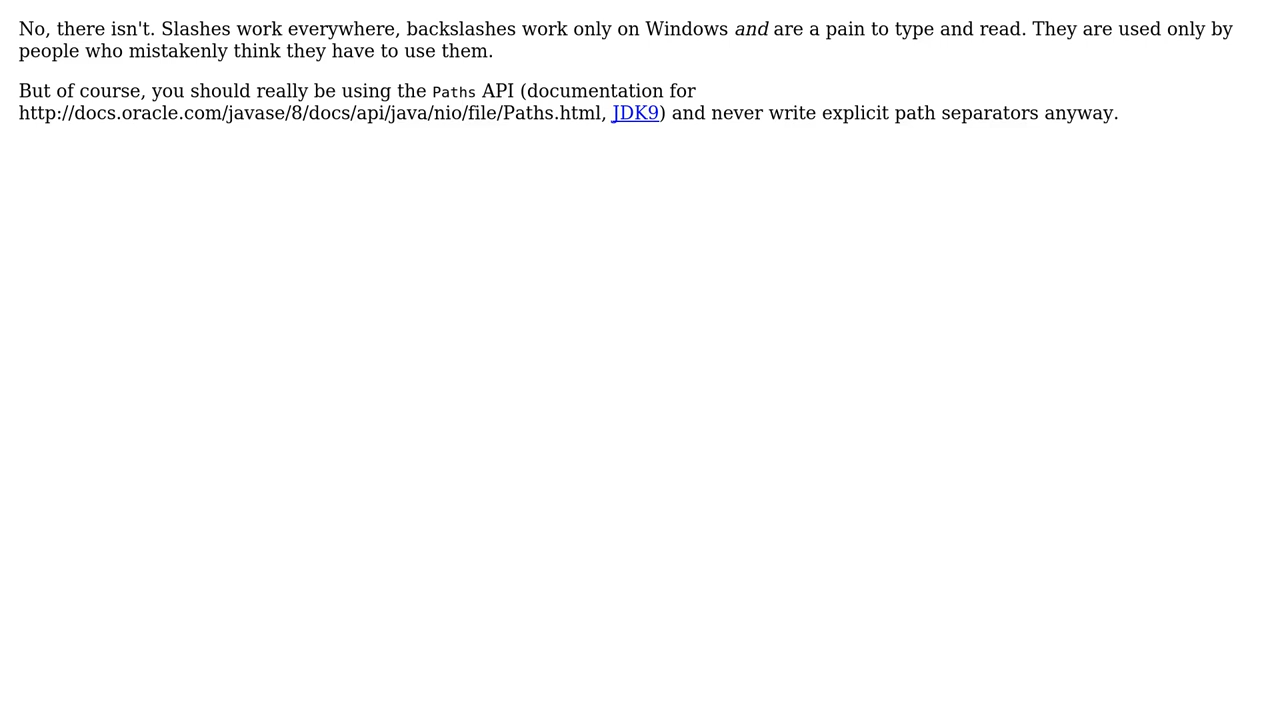 No, there isn't. Slashes work everywhere, backslashes work only on Windows and are a pain to type and read. They are used only by
people who mistakenly think they have to use them.
But of course, you should really be using the Paths API (documentation for
http://docs.oracle.com/javase/8/docs/api/java/nio/file/Paths.html, JDK9) and never write explicit path separators anyway.